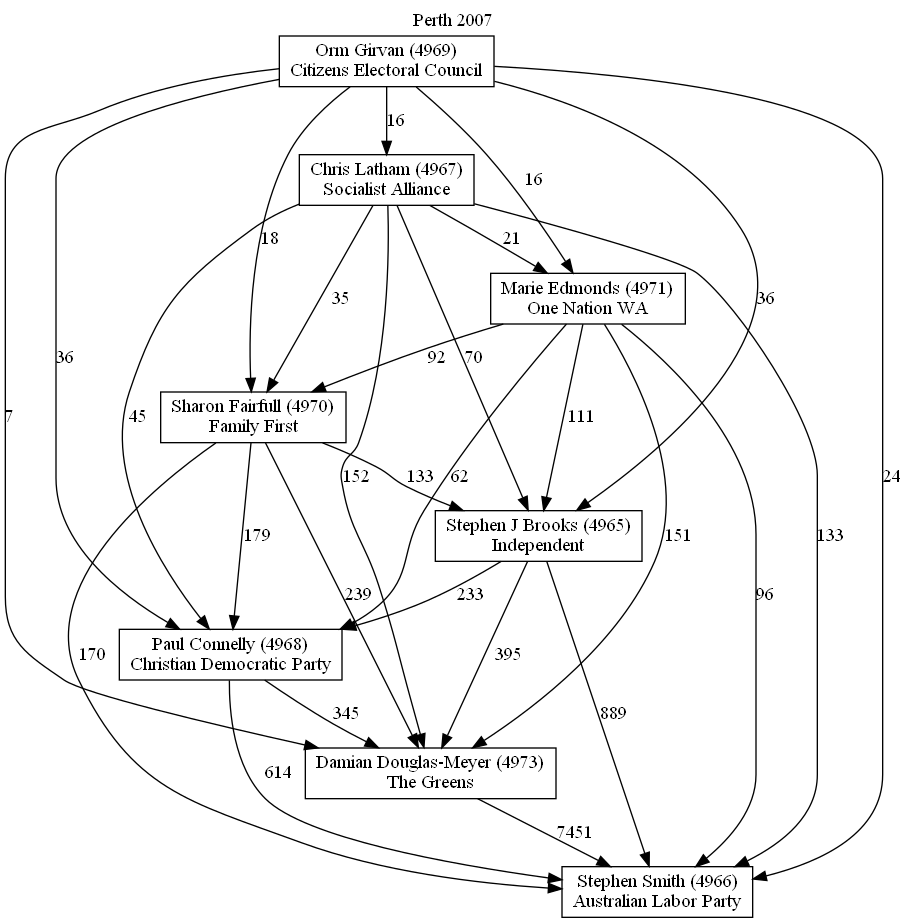 Perth 2007
Orm Girvan (4969)
Citizens Electoral Council
16
Chris Latham (4967)
Socialist Alliance
16
18
21
Marie Edmonds (4971)
One Nation WA
35
36
92
70
36
Sharon Fairfull (4970)
Family First
7
45
111
133
62
152
24
Stephen J Brooks (4965)
Independent
179
151
133
239
233
96
Paul Connelly (4968)
Christian Democratic Party
170
395
345
889
Damian Douglas-Meyer (4973)
The Greens
614
7451
Stephen Smith (4966)
Australian Labor Party